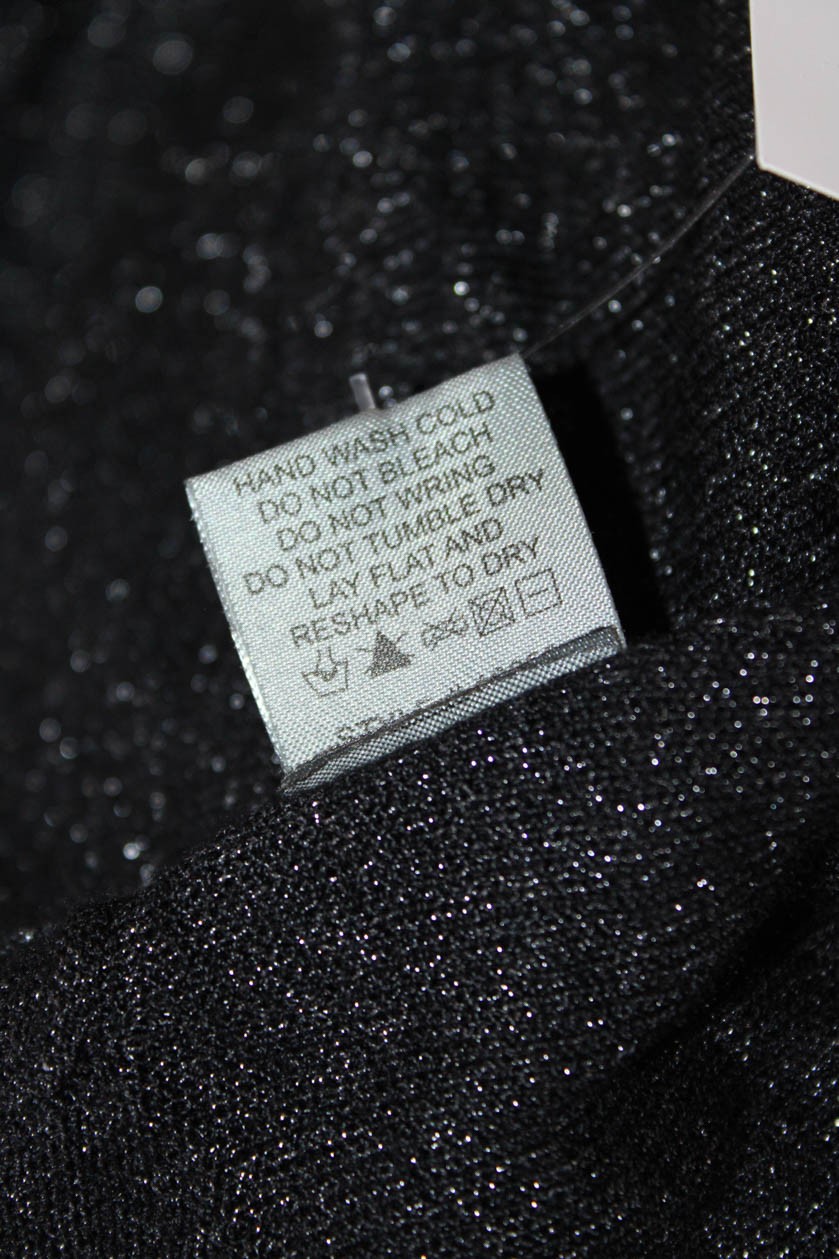 HAND WASH COLD
DO NOT BLEACH
DO NOT WRING
DO NOT TUMBLE DRY
LAY FLAT AND
RESHAPE TO DRY